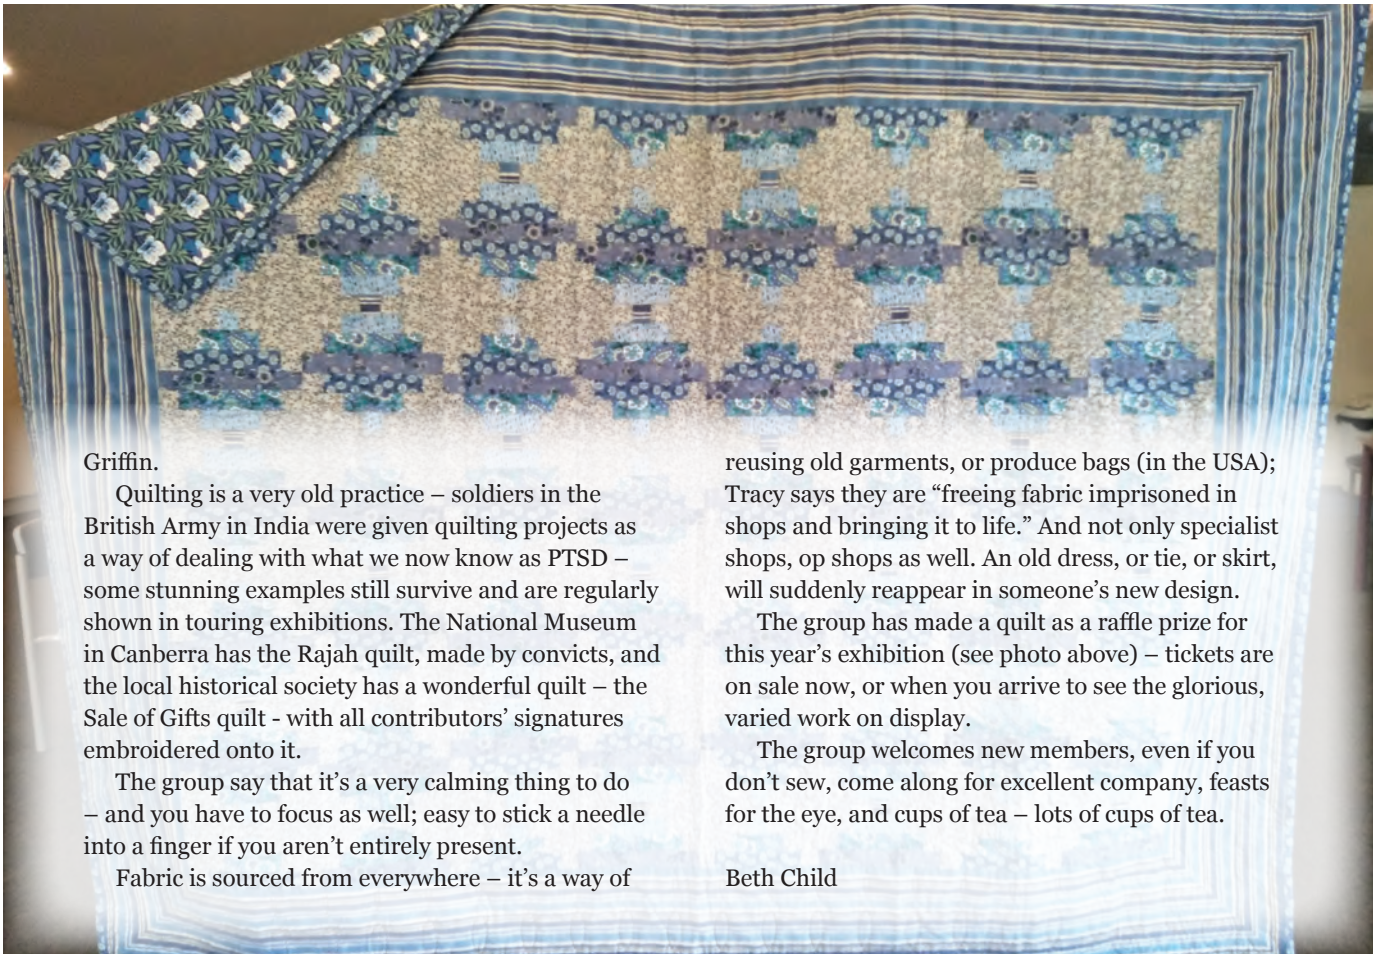 Griffin.
Quilting is a very old practice – soldiers in the
British Army in India were given quilting projects as
a way of dealing with what we now know as PTSD –
some stunning examples still survive and are regularly
shown in touring exhibitions. The National Museum
in Canberra has the Rajah quilt, made by convicts, and
the local historical society has a wonderful quilt – the
Sale of Gifts quilt - with all contributors’ signatures
embroidered onto it.
The group say that it’s a very calming thing to do
– and you have to focus as well; easy to stick a needle
into a finger if you aren’t entirely present.
Fabric is sourced from everywhere – it’s a way of
reusing old garments, or produce bags (in the USA);
Tracy says they are “freeing fabric imprisoned in
shops and bringing it to life.” And not only specialist
shops, op shops as well. An old dress, or tie, or skirt,
will suddenly reappear in someone’s new design.
The group has made a quilt as a raffle prize for
this year’s exhibition (see photo above) – tickets are
on sale now, or when you arrive to see the glorious,
varied work on display.
The group welcomes new members, even if you
don’t sew, come along for excellent company, feasts
for the eye, and cups of tea – lots of cups of tea.
Beth Child